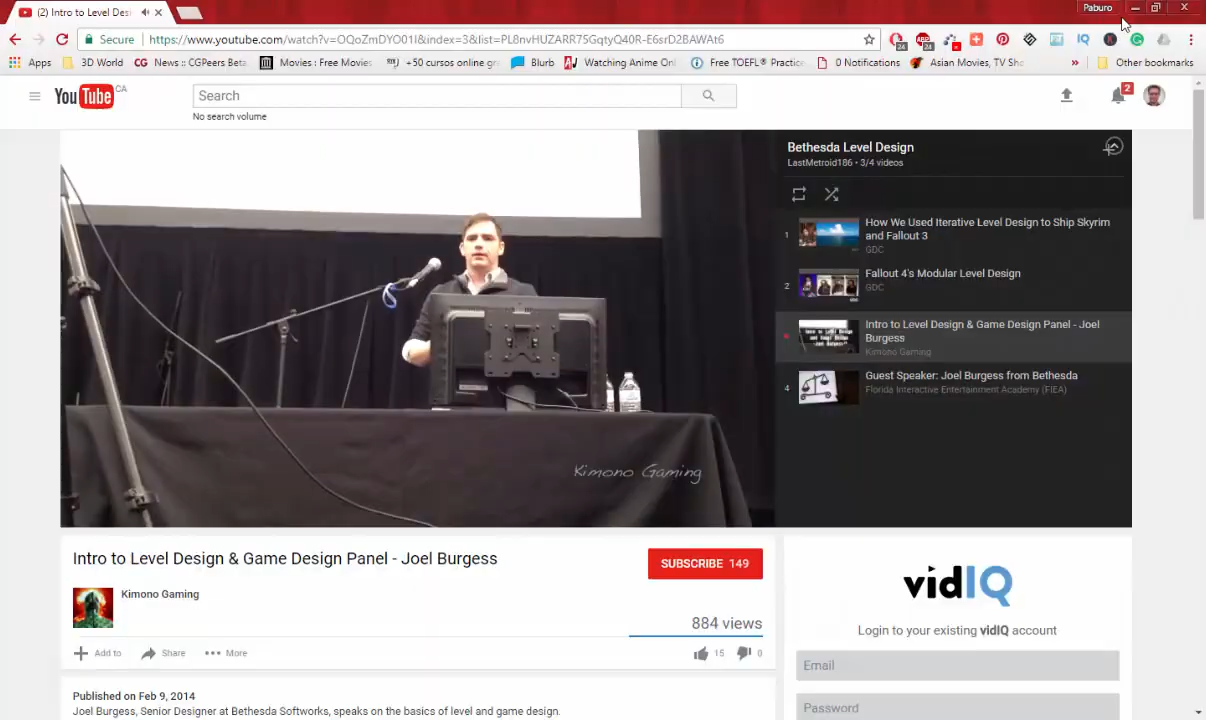 Paburo
(2) Intro to Level Desi
Secure
https://www.youtube.com/watch?v=OQoZmDYO01I&index=3&list=PL8nvHUZARR75GqtyQ40R-E6srD2BAWAt6
24
24
IQ
Apps
3D World
CG
News ::CGPeers Beta
Movies : Free Movies
+50 cursos online gr
Blurb
Watching Anime Onl
Free TOEFL® Practice
0 Notifications
Asian Movies, TV Sho
»
Other bookmarks
YouTube CA
Search
2
No search volume
Bethesda Level Design
LastMetroid186 • 3/4 videos
1
How We Used Iterative Level Design to Ship Skyrim
and Fallout 3
GDC
2
Fallout 4's Modular Level Design
GDC
Intro to Level Design & Game Design Panel - Joel
Burgess
Kimono Gaming
4
Guest Speaker: Joel Burgess from Bethesda
Florida Interactive Entertainment Academy (FIEA)
Kimono Gaming
Intro to Level Design & Game Design Panel - Joel Burgess
SUBSCRIBE 149
Kimono Gaming
884 views
Add to
Share
More
15
0
Published on Feb 9, 2014
Joel Burgess, Senior Designer at Bethesda Softworks, speaks on the basics of level and game design.
vidIQ
Login to your existing vidIQ account
Email
Password